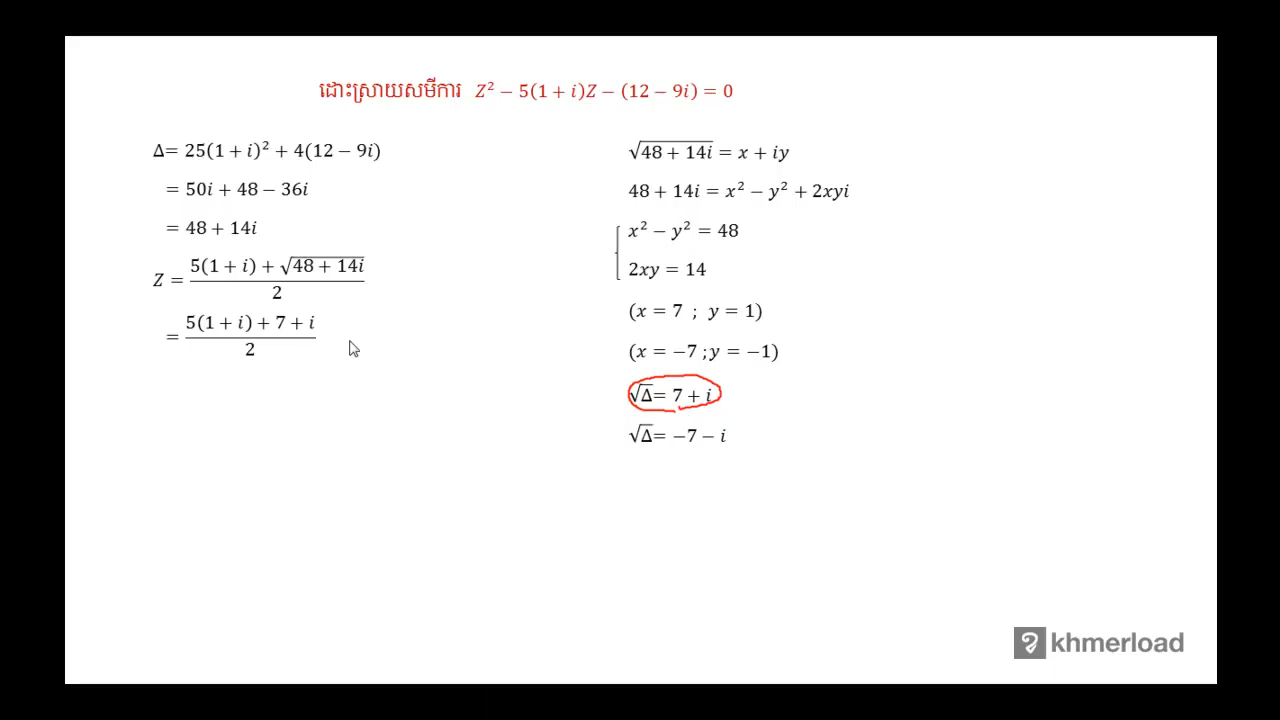 ដោះស្រាយសមីការ Z² − 5(1 + i)Z − (12 − 9i) = 0
Δ= 25(1 + i)² + 4(12 − 9i)
= 50i + 48 − 36i
= 48 + 14i
Z = (5(1 + i) + √(48 + 14i))/2
= (5(1 + i) + 7 + i)/2
√(48 + 14i) = x + iy
48 + 14i = x² − y² + 2xyi
{ x² − y² = 48
2xy = 14
(x = 7 ; y = 1)
(x = −7 ; y = −1)
√Δ= 7 + i
√Δ= −7 − i
khmerload